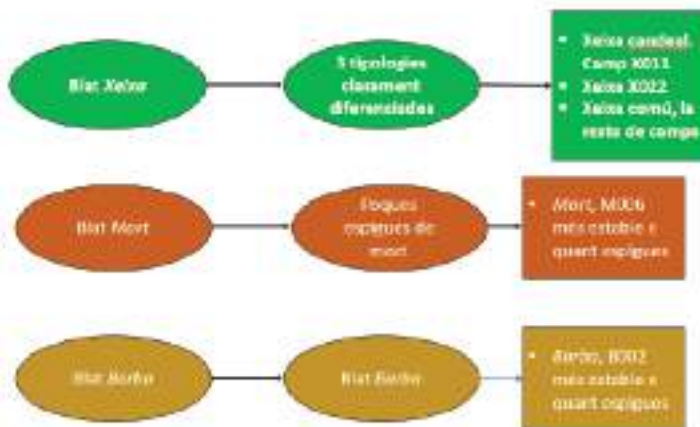 Blat Xeixa
3 tipologies
clarament
diferenciades
Xeixa candeal.
Camp X011
Xeixa X022
Xeixa comú, la
resta de camps
Blat Mort
Poques
espigues de
mort
Mort, M006
més estable e
quant espigues
Blat Barba
Blat Barba
Barba, B002
més estable e
quant espigues